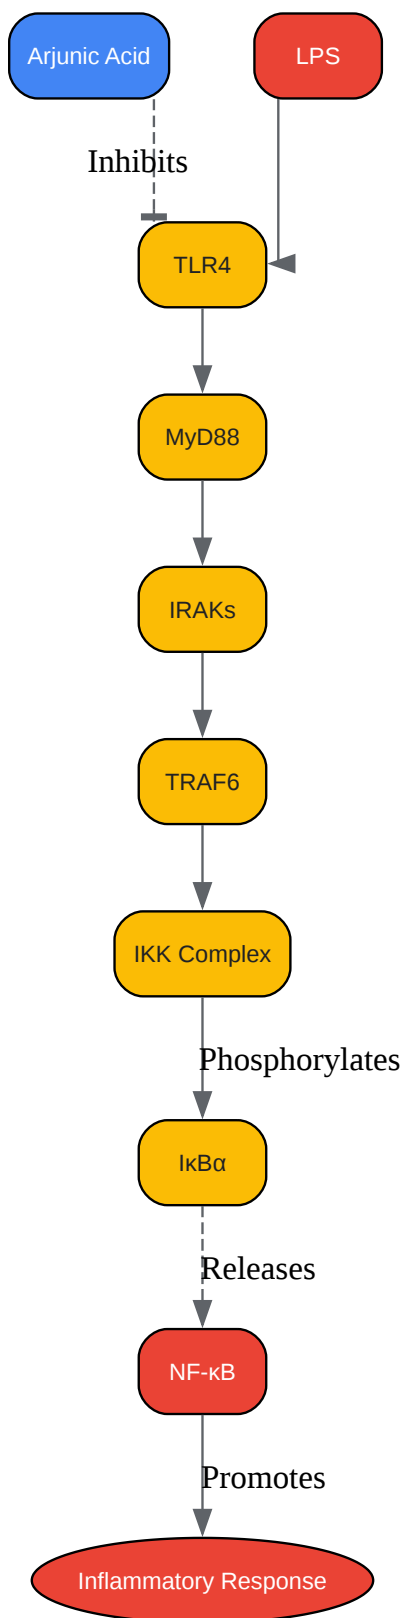 Arjunic Acid
LPS
Inhibits
TLR4
MyD88
IRAKs
TRAF6
IKK Complex
Phosphorylates
IκBα
Releases
NF-κB
Promotes
Inflammatory Response